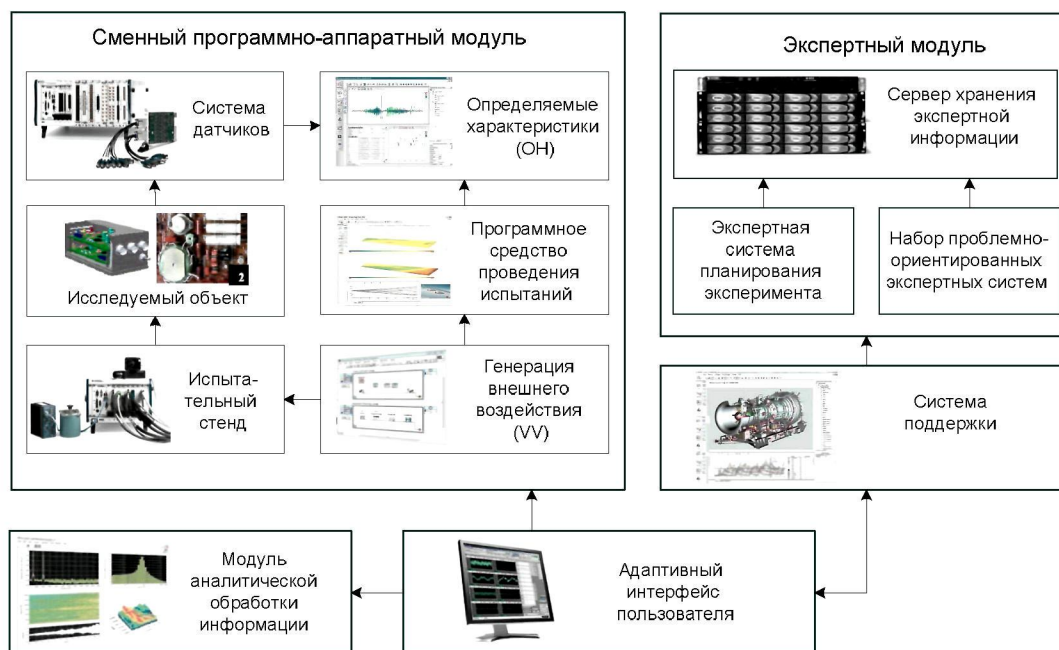 Сменный программно-аппаратный модуль
Система
датчиков
Определяемые
характеристики
(ОН)
Исследуемый объект
2
Программное
средство
проведения
испытаний
Испыта-
тельный
стенд
Генерация
внешнего
воздействия
(VV)
Экспертный модуль
Сервер хранения
экспертной
информации
Экспертная
система
планирования
эксперимента
Набор проблемно-
ориентированных
экспертных систем
Система
поддержки
Модуль
аналитической
обработки
информации
Адаптивный
интерфейс
пользователя